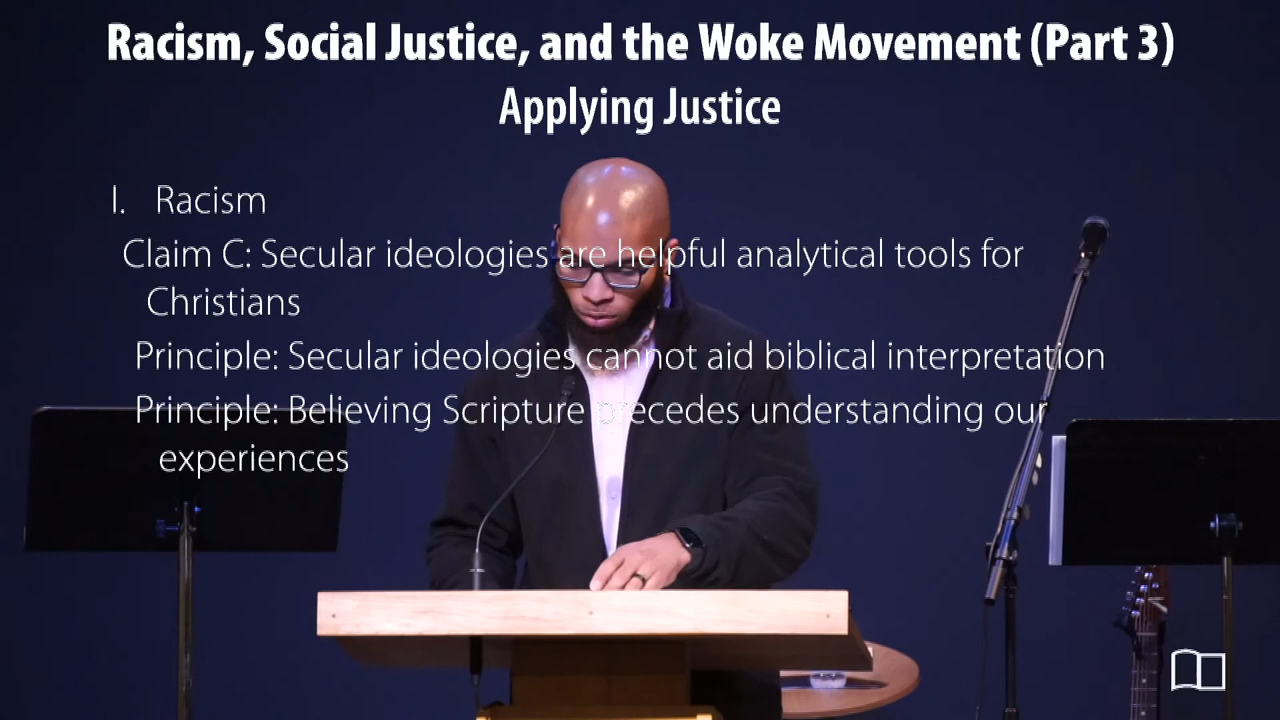 Racism, Social Justice, and the Woke Movement (Part 3)
Applying Justice
I. Racism
Claim C: Secular ideologies are helpful analytical tools for
Christians
Principle: Secular ideologies cannot aid biblical interpretation
Principle: Believing Scripture precedes understanding our
experiences